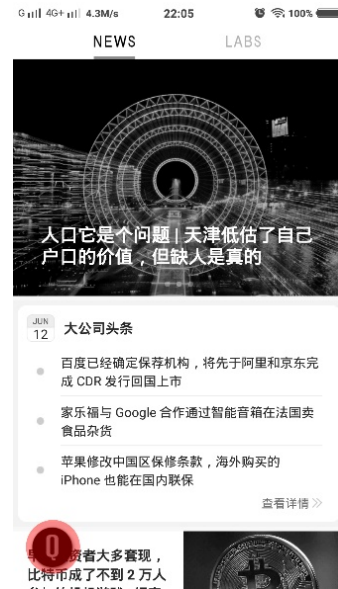 G 4G+ 4.3M/s 22:05 100%
NEWS LABS
人口它是个问题 | 天津低估了自己
户口的价值，但缺人是真的
JUN
12
大公司头条
百度已经确定保荐机构，将先于阿里和京东完
成 CDR 发行回国上市
家乐福与 Google 合作通过智能音箱在法国卖
食品杂货
苹果修改中国区保修条款，海外购买的
iPhone 也能在国内联保
查看详情
Q
资者大多套现，
比特币成了不到 2 万人